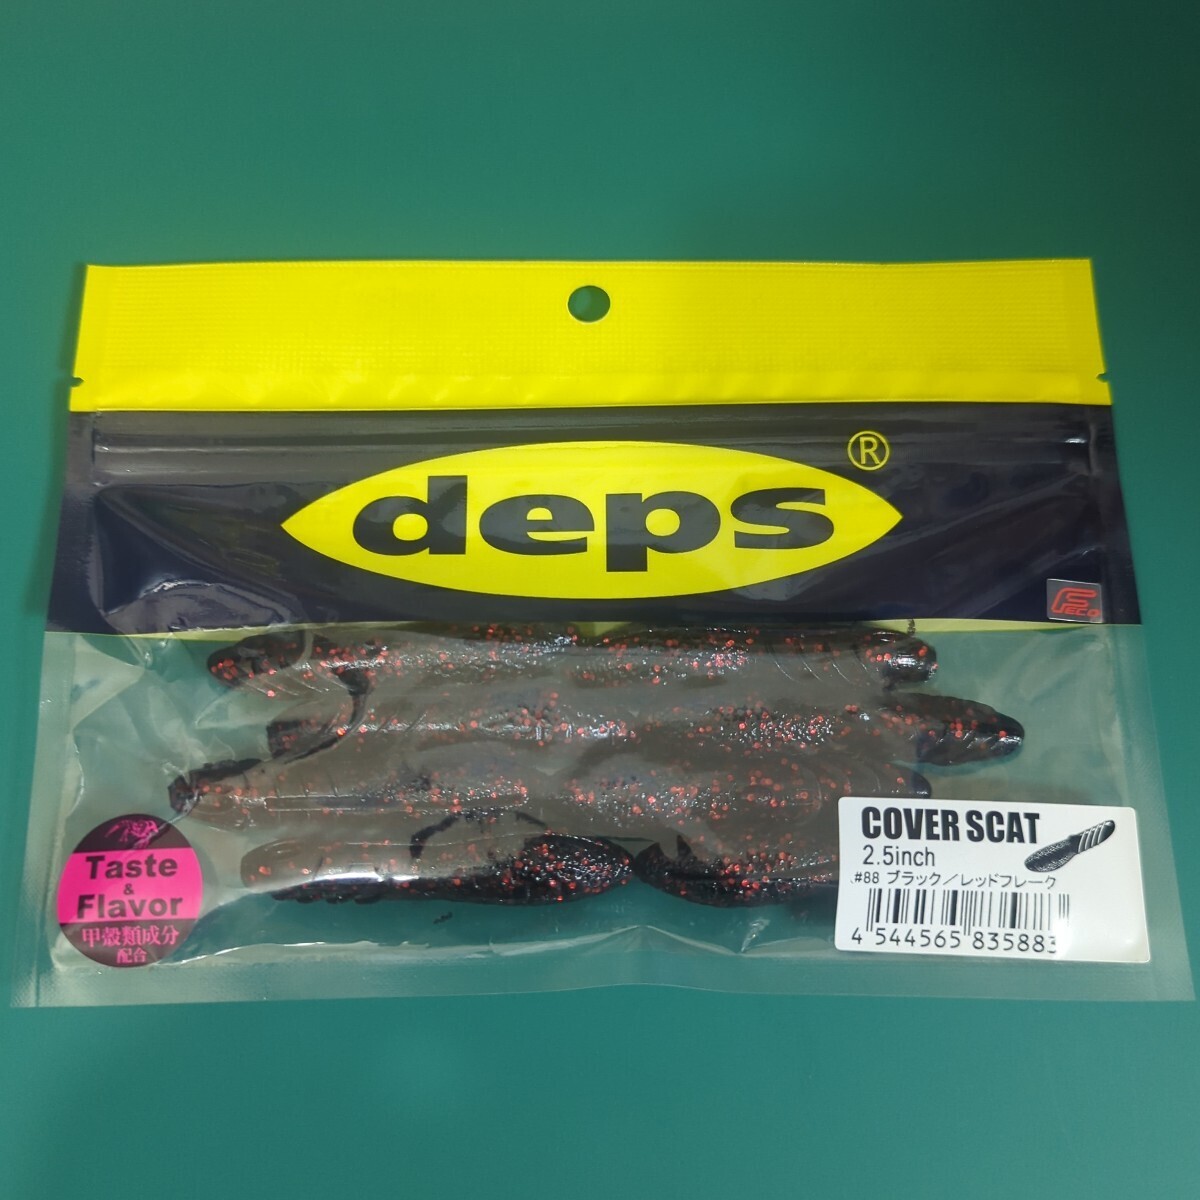 deps®
FECO
COVER SCAT
2.5inch
#88 ブラック/レッドフレーク
4 544565 835883
Taste
&
Flavor
甲殻類成分
配合